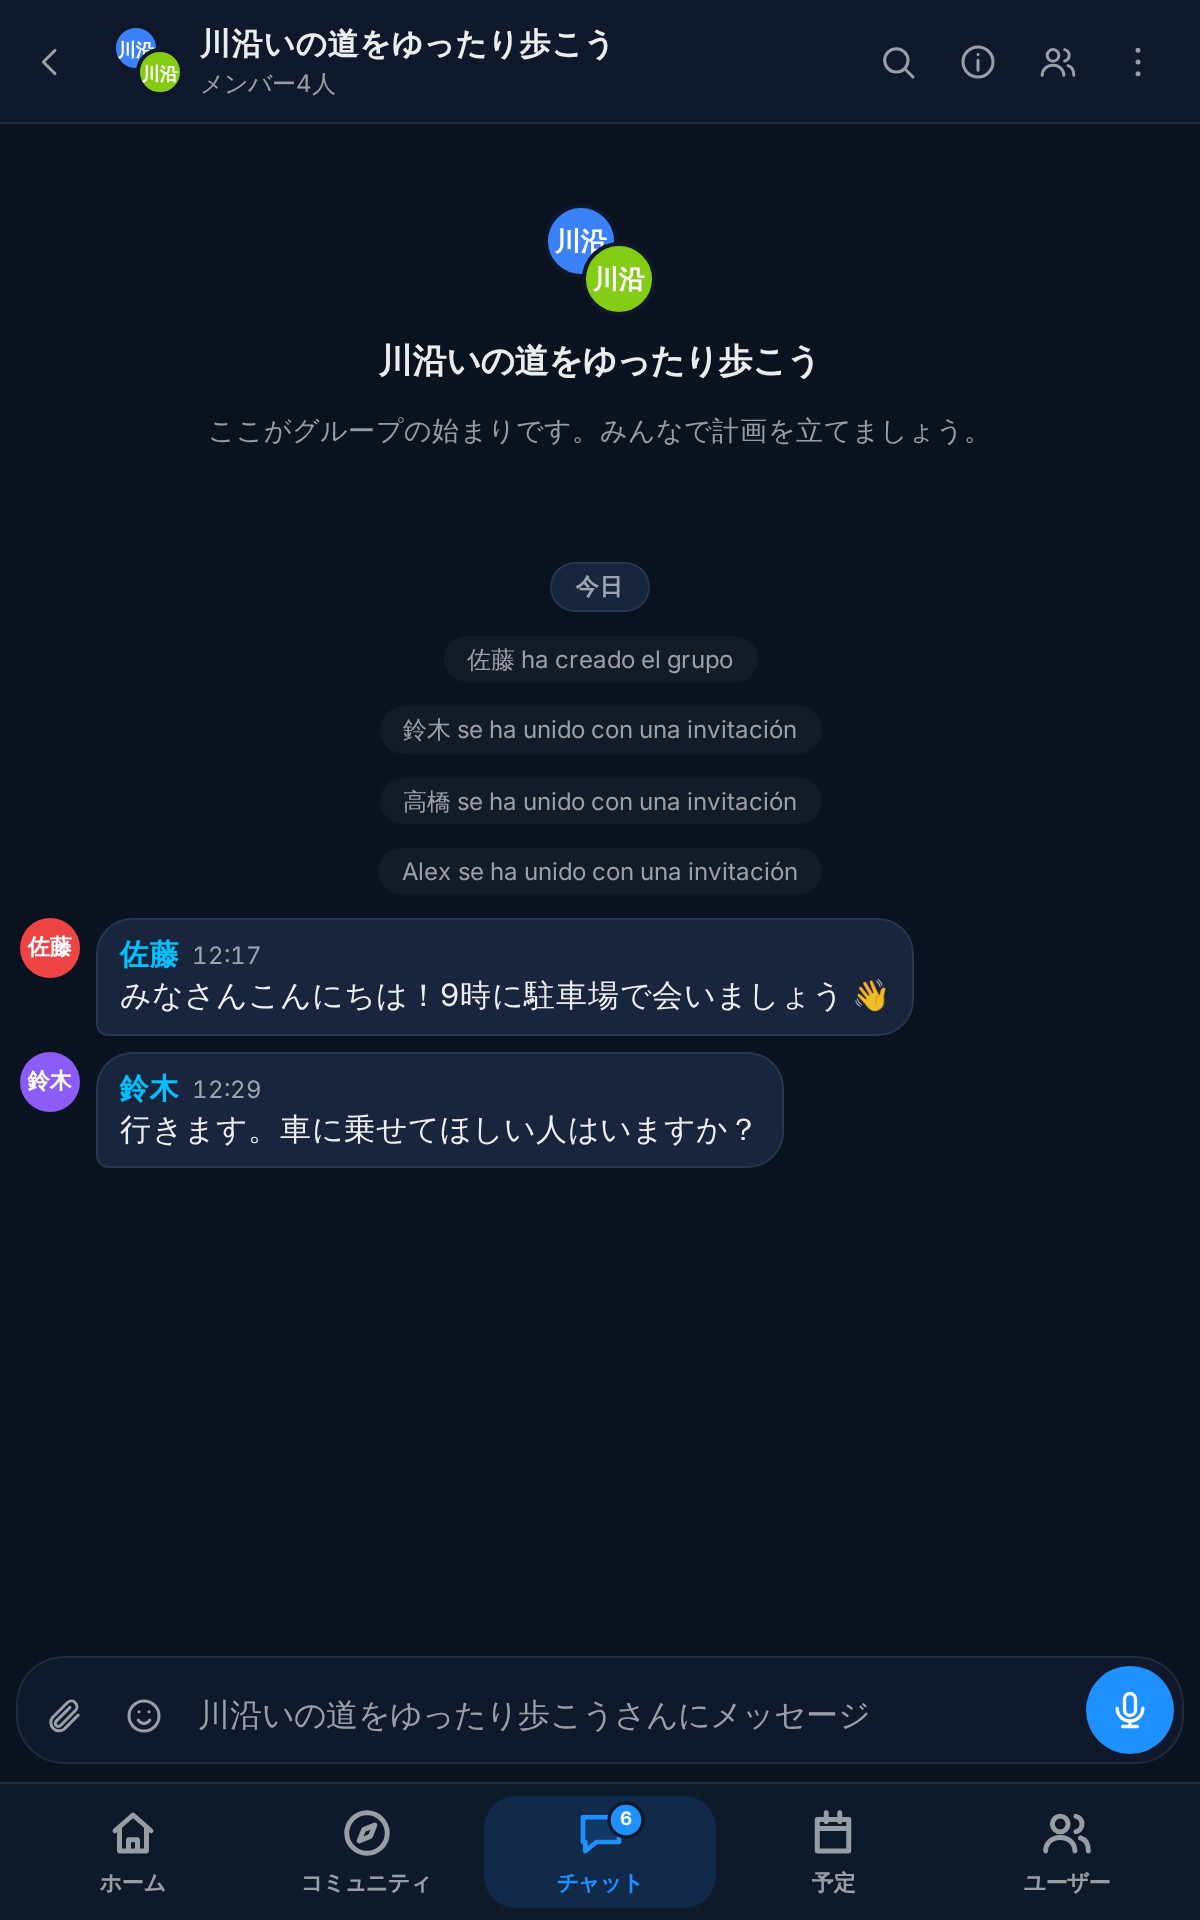 川沿
川沿
川沿いの道をゆったり歩こう
メンバー4人
川沿
川沿
川沿いの道をゆったり歩こう
ここがグループの始まりです。みんなで計画を立てましょう。
今日
佐藤 ha creado el grupo
鈴木 se ha unido con una invitación
高橋 se ha unido con una invitación
Alex se ha unido con una invitación
佐藤
佐藤 12:17
みなさんこんにちは！9時に駐車場で会いましょう 👋
鈴木
鈴木 12:29
行きます。車に乗せてほしい人はいますか？
川沿いの道をゆったり歩こうさんにメッセージ
6
ホーム
コミュニティ
チャット
予定
ユーザー